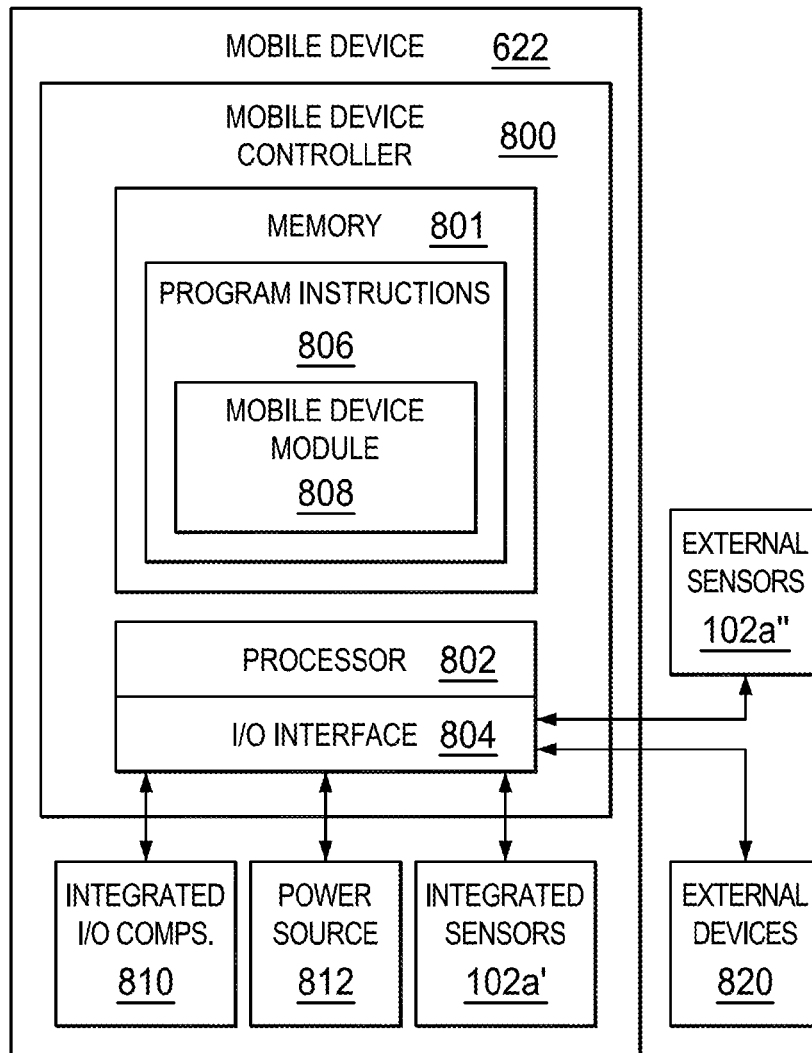 MOBILE DEVICE 622
MOBILE DEVICE
CONTROLLER 800
MEMORY 801
PROGRAM INSTRUCTIONS
806
MOBILE DEVICE
MODULE
808
PROCESSOR 802
I/O INTERFACE 804
EXTERNAL
SENSORS
102a"
INTEGRATED
I/O COMPS.
810
POWER
SOURCE
812
INTEGRATED
SENSORS
102a'
EXTERNAL
DEVICES
820